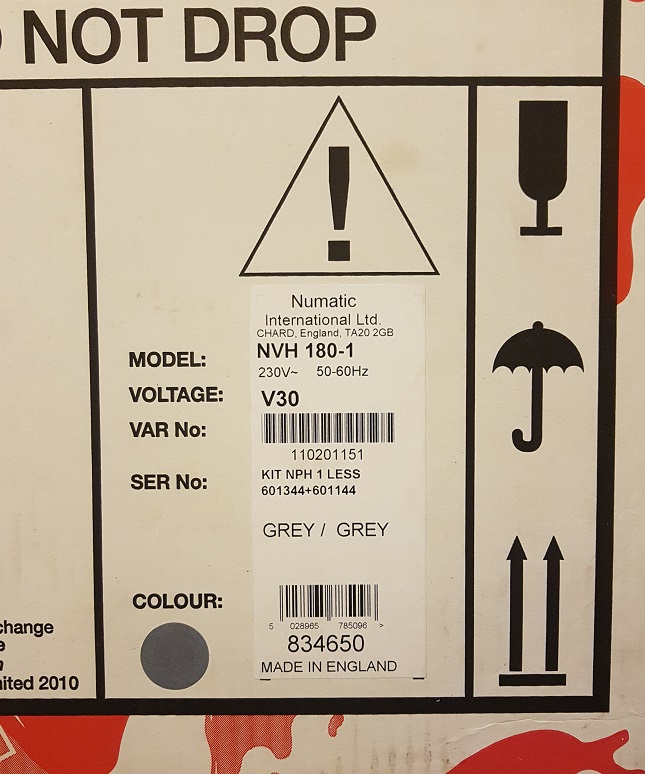 NOT DROP
Numatic
International Ltd.
CHARD, England, TA20 2GB
MODEL: NVH 180-1
230V~ 50-60Hz
VOLTAGE: V30
VAR No:
110201151
SER No: KIT NPH 1 LESS
601344+601144
GREY / GREY
COLOUR:
5 028965 785096 >
834650
MADE IN ENGLAND
change
e
n
ited 2010